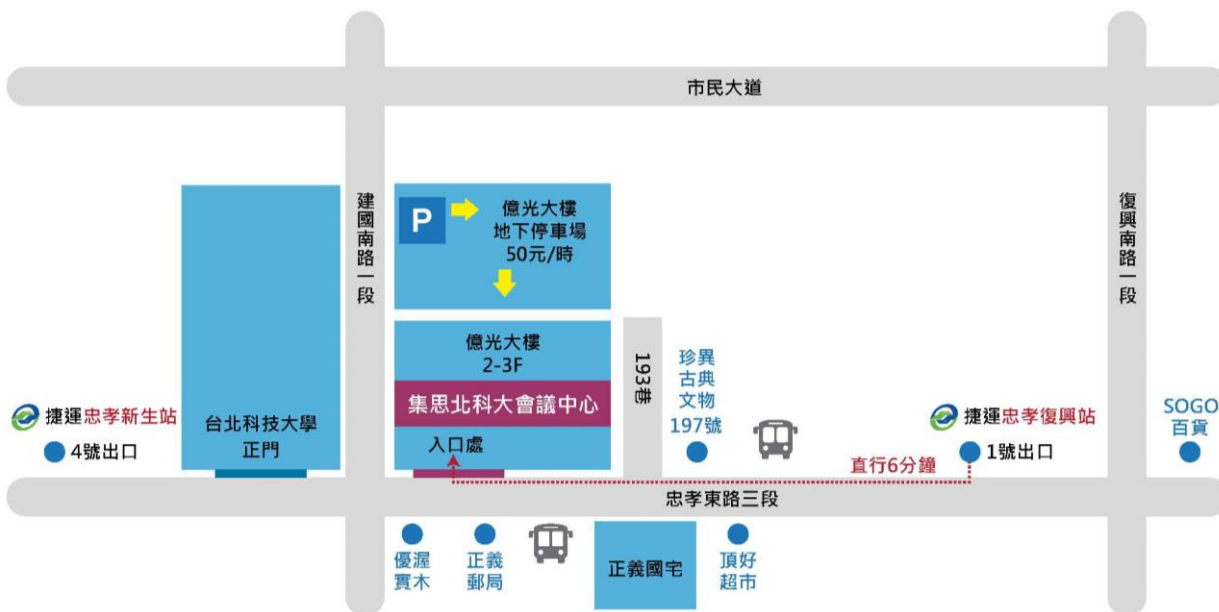 市民大道
建國南路一段
復興南路一段
P
億光大樓
地下停車場
50元/時
億光大樓
2-3F
集思北科大會議中心
入口處
193巷
珍異
古典
文物
197號
捷運忠孝新生站
4號出口
台北科技大學
正門
捷運忠孝復興站
1號出口
SOGO
百貨
直行6分鐘
忠孝東路三段
優渥
實木
正義
郵局
正義國宅
頂好
超市